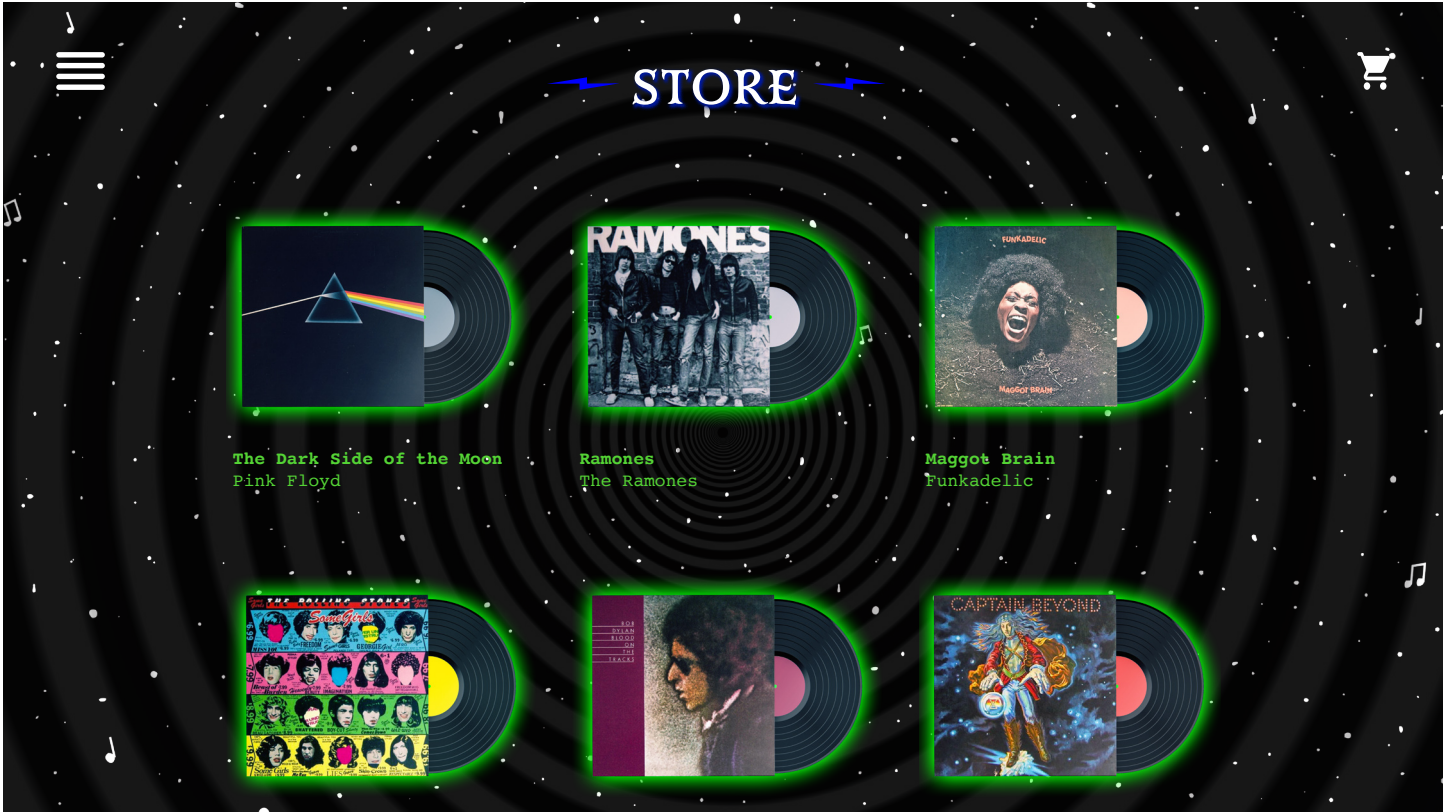 STORE
RAMONES
FUNKADELIC
MAGGOT BRAIN
The Dark Side of the Moon
Pink Floyd
Ramones
The Ramones
Maggot Brain
Funkadelic
THE ROLLING STONES
Some Girls
BOB
DYLAN
BLOOD
ON
THE
TRACKS
CAPTAIN BEYOND